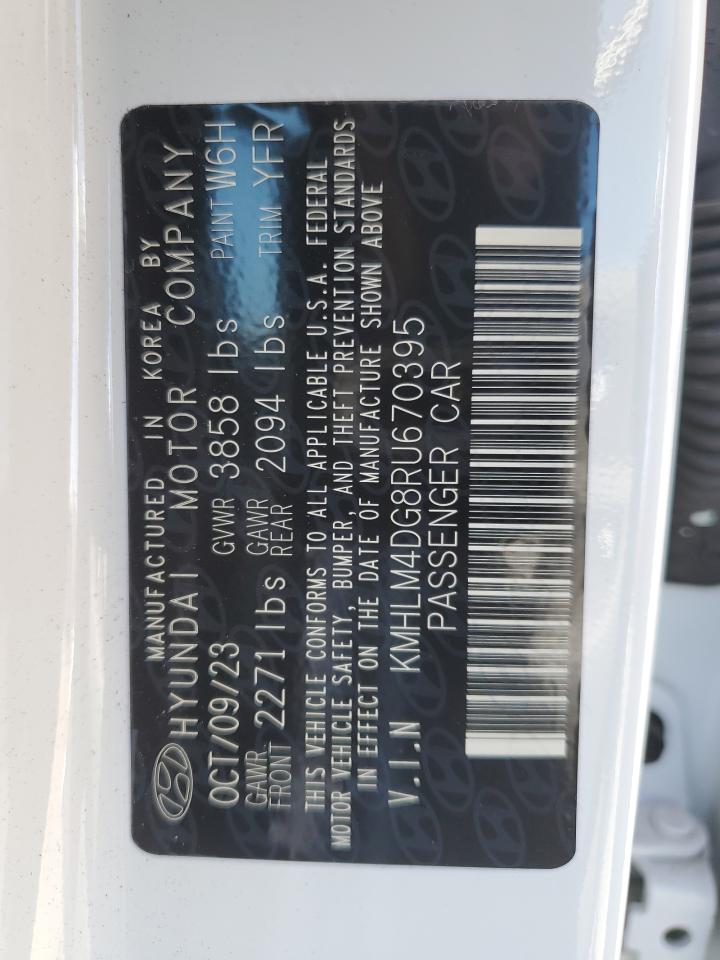 MANUFACTURED IN KOREA BY
HYUNDAI MOTOR COMPANY
OCT/09/23 GVWR 3858 lbs PAINT W6H
GAWR FRONT 2271 lbs GAWR REAR 2094 lbs TRIM YFR
THIS VEHICLE CONFORMS TO ALL APPLICABLE U.S.A. FEDERAL
MOTOR VEHICLE SAFETY, BUMPER, AND THEFT PREVENTION STANDARDS
IN EFFECT ON THE DATE OF MANUFACTURE SHOWN ABOVE
V.I.N KMHLM4DG8RU670395
PASSENGER CAR